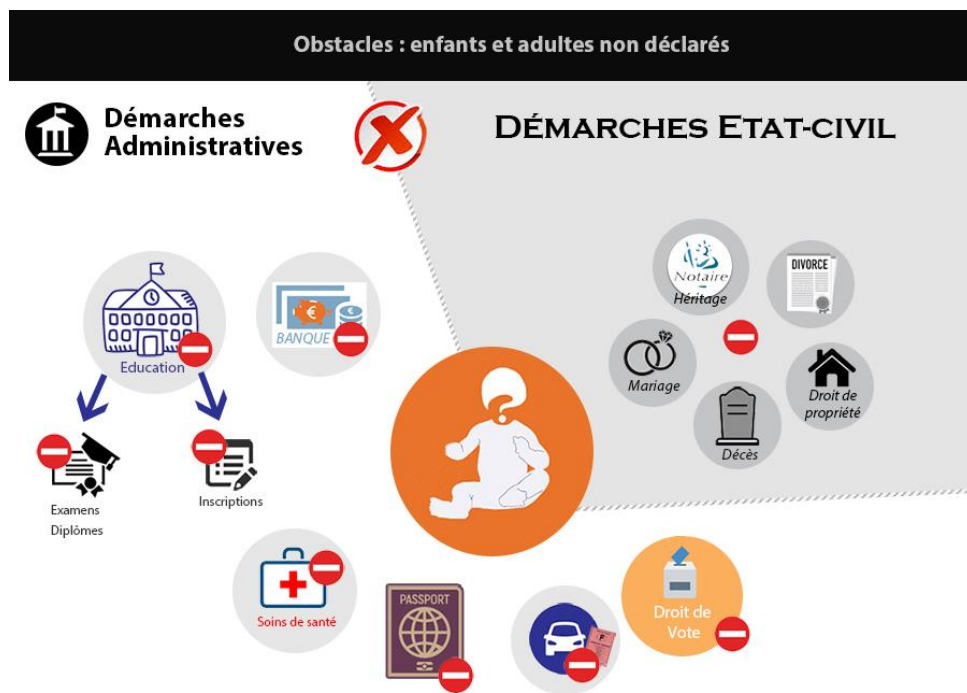 Obstacles : enfants et adultes non déclarés
Démarches
Administratives
DÉMARCHES ETAT-CIVIL
Notaire
Héritage
DIVORCE
Education
BANQUE
Mariage
Droit de
propriété
Décès
Examens
Diplômes
Inscriptions
Soins de santé
PASSPORT
F
Droit de
Vote